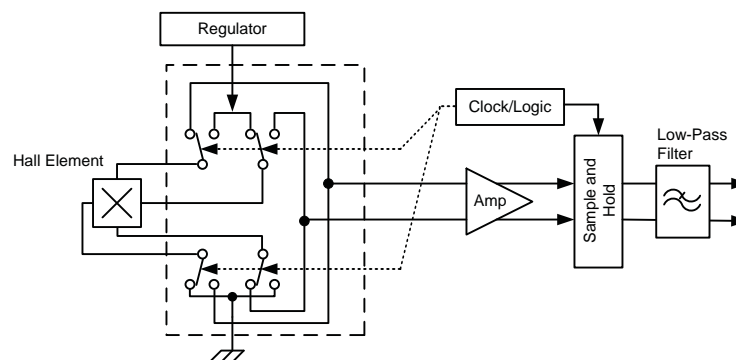 Regulator
Clock/Logic
Hall Element
Low-Pass
Filter
Amp
Sample and
Hold